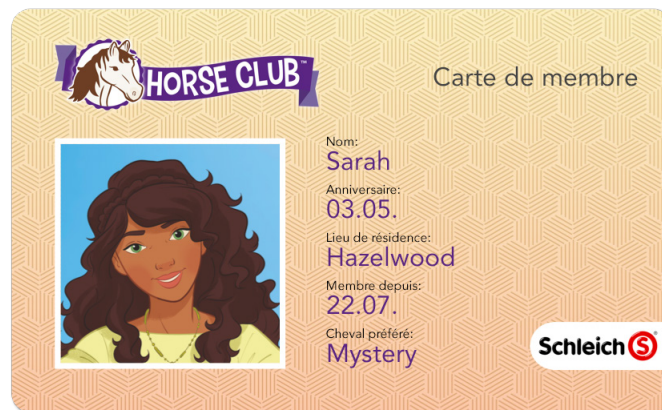 HORSE CLUB™
Carte de membre
Nom:
Sarah
Anniversaire:
03.05.
Lieu de résidence:
Hazelwood
Membre depuis:
22.07.
Cheval préféré:
Mystery
Schleich S